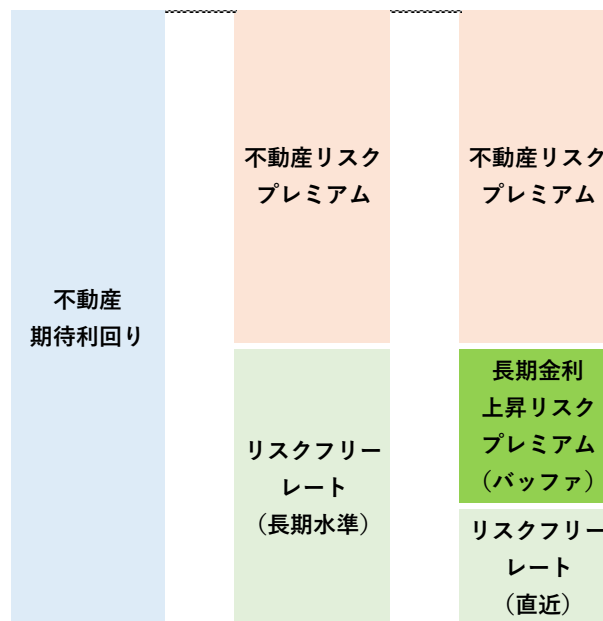 不動産
期待利回り
不動産リスク
プレミアム
リスクフリー
レート
（長期水準）
不動産リスク
プレミアム
長期金利
上昇リスク
プレミアム
（バッファ）
リスクフリー
レート
（直近）